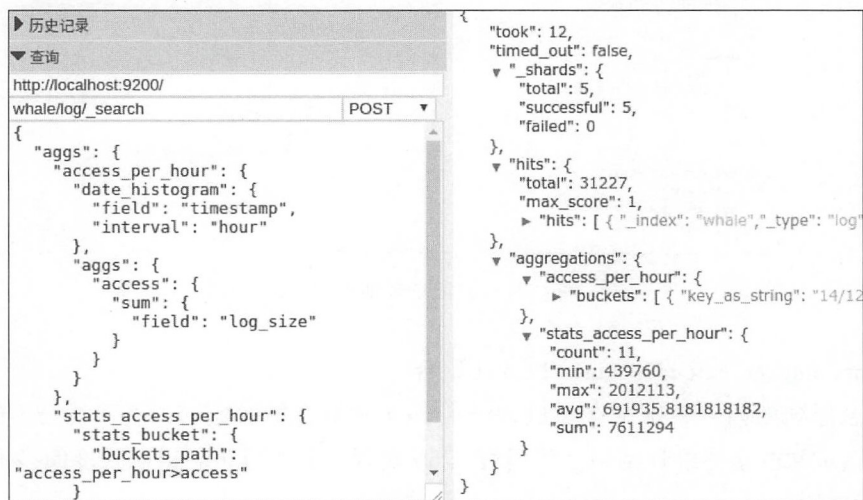 ▶ 历史记录
▼ 查询
http://localhost:9200/
whale/log/_search POST ▼
{
"aggs": {
"access_per_hour": {
"date_histogram": {
"field": "timestamp",
"interval": "hour"
},
"aggs": {
"access": {
"sum": {
"field": "log_size"
}
}
}
},
"stats_access_per_hour": {
"stats_bucket": {
"buckets_path":
"access_per_hour>access"
}
{
"took": 12,
"timed_out": false,
▼ "_shards": {
"total": 5,
"successful": 5,
"failed": 0
},
▼ "hits": {
"total": 31227,
"max_score": 1,
▶ "hits": [ { "_index": "whale","_type": "log"
},
▼ "aggregations": {
▼ "access_per_hour": {
▶ "buckets": [ { "key_as_string": "14/12
},
▼ "stats_access_per_hour": {
"count": 11,
"min": 439760,
"max": 2012113,
"avg": 691935.8181818182,
"sum": 7611294
}
}
}